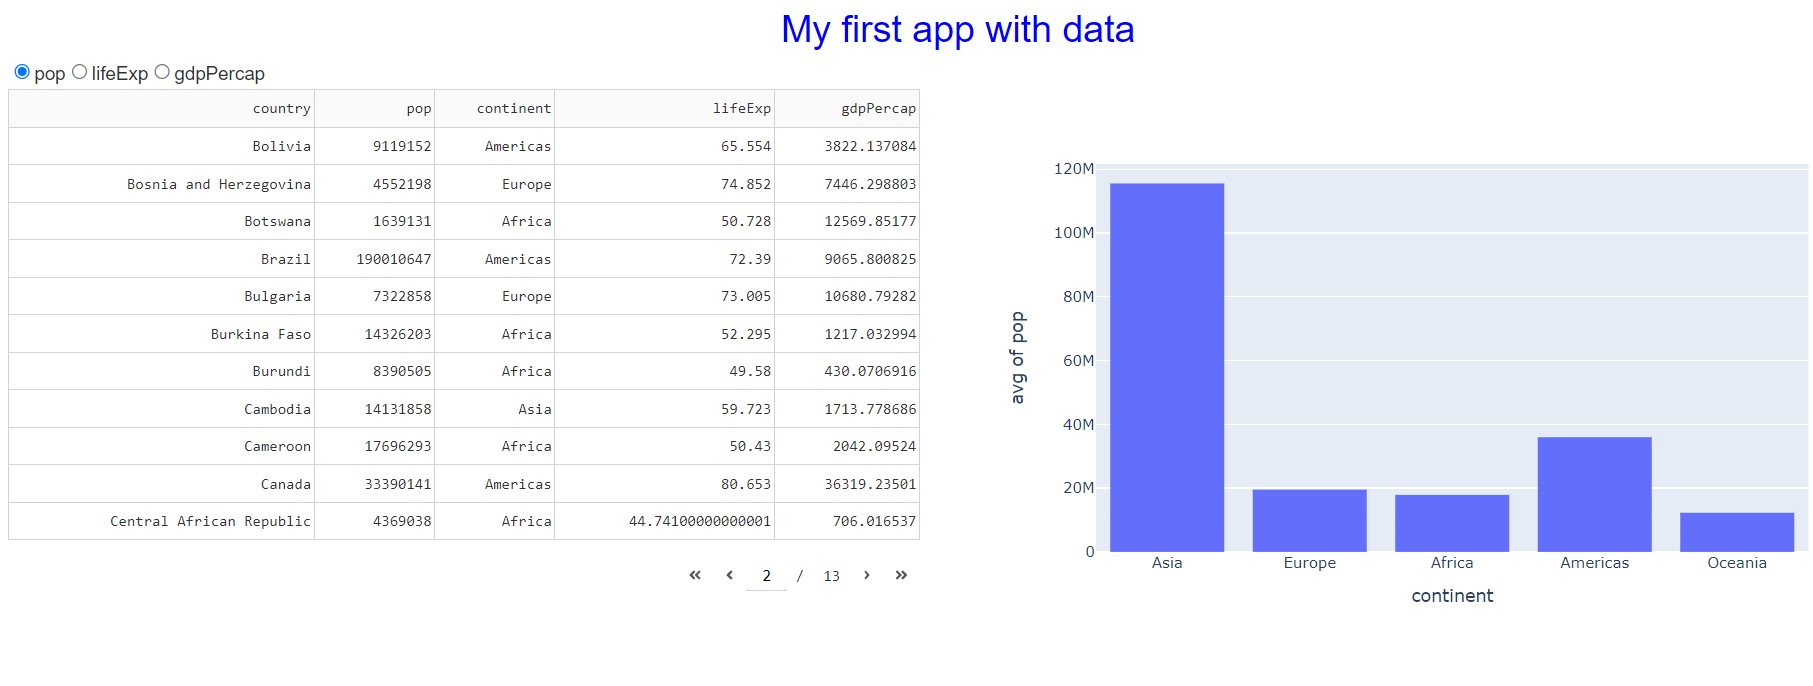 My first app with data
pop lifeExp gdpPercap
country pop continent lifeExp gdpPercap
Bolivia 9119152 Americas 65.554 3822.137084
Bosnia and Herzegovina 4552198 Europe 74.852 7446.298803
Botswana 1639131 Africa 50.728 12569.85177
Brazil 190010647 Americas 72.39 9065.800825
Bulgaria 7322858 Europe 73.005 10680.79282
Burkina Faso 14326203 Africa 52.295 1217.032994
Burundi 8390505 Africa 49.58 430.0706916
Cambodia 14131858 Asia 59.723 1713.778686
Cameroon 17696293 Africa 50.43 2042.09524
Canada 33390141 Americas 80.653 36319.23501
Central African Republic 4369038 Africa 44.74100000000001 706.016537
« ‹ 2 / 13 › »
120M
100M
80M
60M
40M
20M
0
avg of pop
Asia Europe Africa Americas Oceania
continent